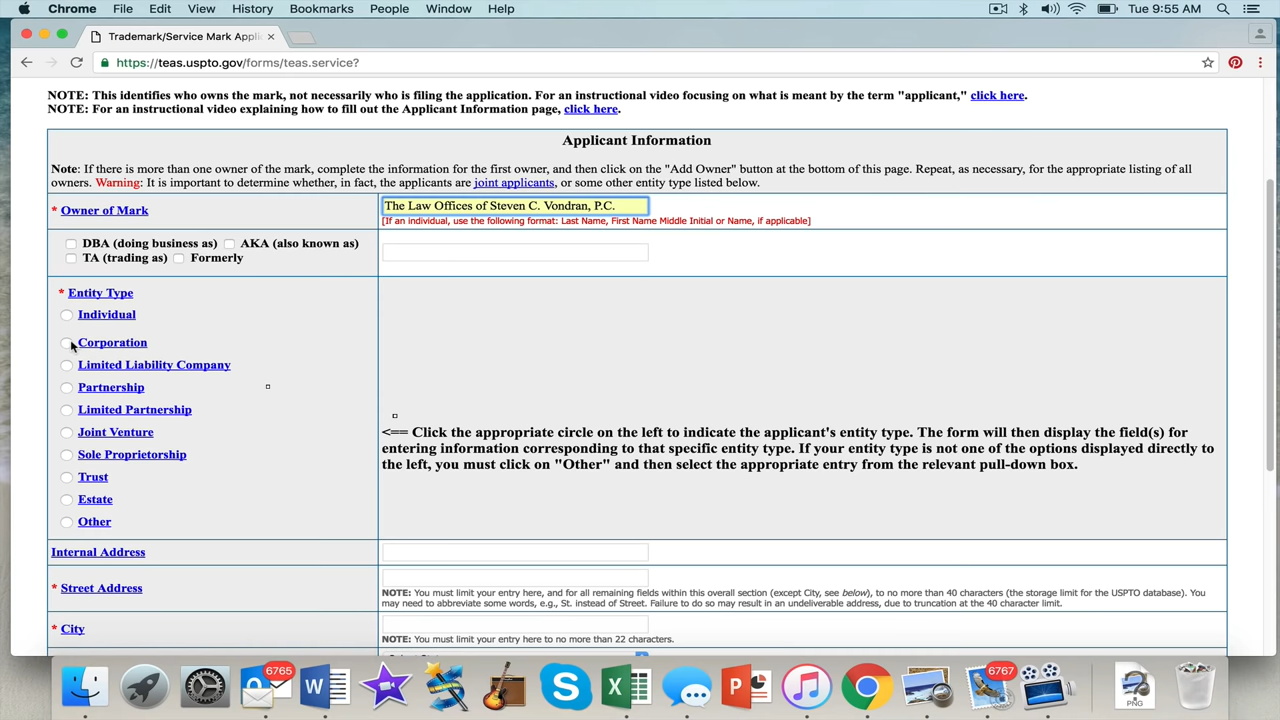 Chrome File Edit View History Bookmarks People Window Help Tue 9:55 AM
Trademark/Service Mark Appli
https://teas.uspto.gov/forms/teas.service?
NOTE: This identifies who owns the mark, not necessarily who is filing the application. For an instructional video focusing on what is meant by the term "applicant," click here.
NOTE: For an instructional video explaining how to fill out the Applicant Information page, click here.
Applicant Information
Note: If there is more than one owner of the mark, complete the information for the first owner, and then click on the "Add Owner" button at the bottom of this page. Repeat, as necessary, for the appropriate listing of all
owners. Warning: It is important to determine whether, in fact, the applicants are joint applicants, or some other entity type listed below.
* Owner of Mark
The Law Offices of Steven C. Vondran, P.C.
[If an individual, use the following format: Last Name, First Name Middle Initial or Name, if applicable]
DBA (doing business as) AKA (also known as)
TA (trading as) Formerly
* Entity Type
Individual
Corporation
Limited Liability Company
Partnership
Limited Partnership
Joint Venture
Sole Proprietorship
Trust
Estate
Other
<== Click the appropriate circle on the left to indicate the applicant's entity type. The form will then display the field(s) for
entering information corresponding to that specific entity type. If your entity type is not one of the options displayed directly to
the left, you must click on "Other" and then select the appropriate entry from the relevant pull-down box.
Internal Address
* Street Address
NOTE: You must limit your entry here, and for all remaining fields within this overall section (except City, see below), to no more than 40 characters (the storage limit for the USPTO database). You
may need to abbreviate some words, e.g., St. instead of Street. Failure to do so may result in an undeliverable address, due to truncation at the 40 character limit.
* City
NOTE: You must limit your entry here to no more than 22 characters.
6765
6767
PNG